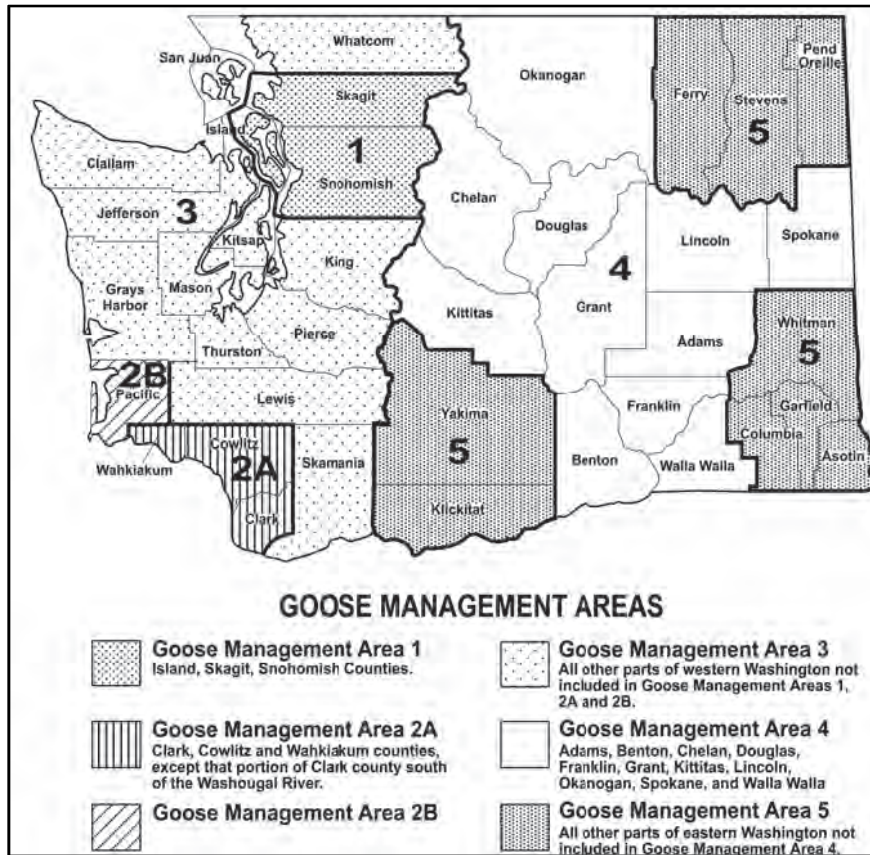 Whatcom
San Juan
Okanogan
Pend
Oreille
Skagit
Ferry
Stevens
Island
1
5
Clallam
Snohomish
Chelan
Jefferson
3
Douglas
Lincoln
Spokane
Kitsap
King
4
Grays
Harbor
Mason
Kittitas
Grant
Whitman
Pierce
Adams
5
Thurston
2B
Pacific
Lewis
Yakima
Franklin
Garfield
Columbia
Cowlitz
Wahkiakum
2A
Skamania
5
Benton
Walla Walla
Asotin
Klickitat
Clark
GOOSE MANAGEMENT AREAS
Goose Management Area 1
Island, Skagit, Snohomish Counties.
Goose Management Area 2A
Clark, Cowlitz and Wahkiakum counties,
except that portion of Clark county south
of the Washougal River.
Goose Management Area 2B
Goose Management Area 3
All other parts of western Washington not
included in Goose Management Areas 1,
2A and 2B.
Goose Management Area 4
Adams, Benton, Chelan, Douglas,
Franklin, Grant, Kittitas, Lincoln,
Okanogan, Spokane, and Walla Walla
Goose Management Area 5
All other parts of eastern Washington not
included in Goose Management Area 4.